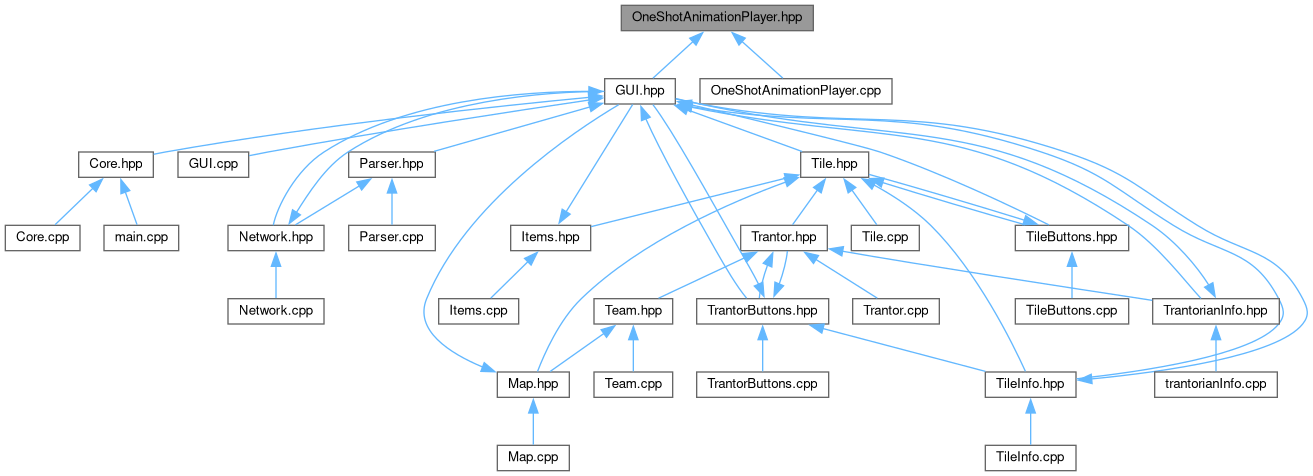 OneShotAnimationPlayer.hpp
GUI.hpp
OneShotAnimationPlayer.cpp
Core.hpp
GUI.cpp
Parser.hpp
Tile.hpp
Core.cpp
main.cpp
Network.hpp
Parser.cpp
Items.hpp
Trantor.hpp
Tile.cpp
TileButtons.hpp
Network.cpp
Items.cpp
Team.hpp
TrantorButtons.hpp
Trantor.cpp
TileButtons.cpp
TrantorianInfo.hpp
Map.hpp
Team.cpp
TrantorButtons.cpp
TileInfo.hpp
trantorianInfo.cpp
Map.cpp
TileInfo.cpp